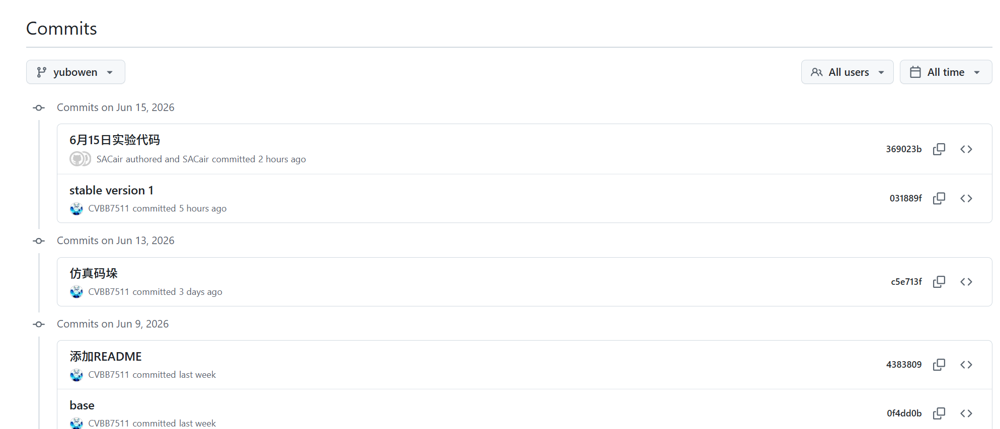 Commits
yubowen
All users
All time
Commits on Jun 15, 2026
6月15日实验代码
369023b
SACair authored and SACair committed 2 hours ago
stable version 1
031889f
CVBB7511 committed 5 hours ago
Commits on Jun 13, 2026
仿真码垛
c5e713f
CVBB7511 committed 3 days ago
Commits on Jun 9, 2026
添加README
4383809
CVBB7511 committed last week
base
0f4dd0b
CVBB7511 committed last week